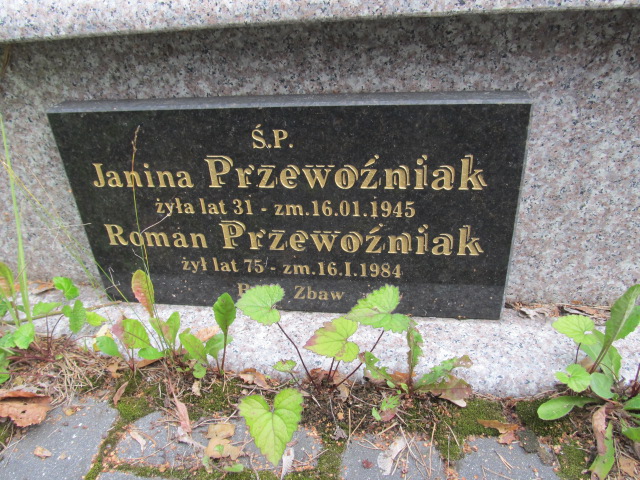 Ś.P.
Janina Przewoźniak
żyła lat 31 - zm.16.01.1945
Roman Przewoźniak
żył lat 75 - zm.16.I.1984
Zbaw